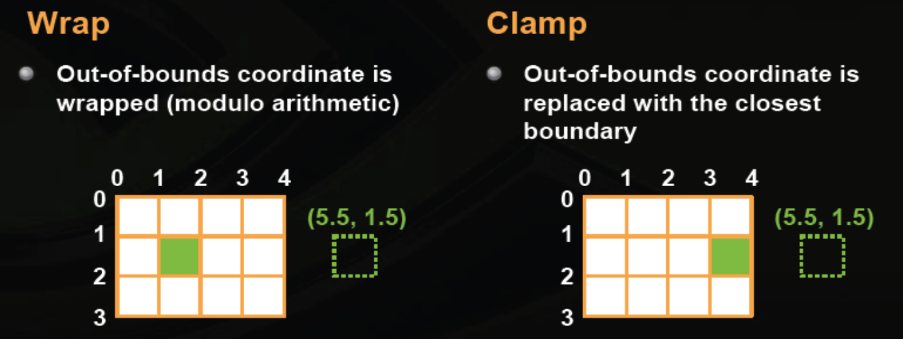 Wrap
Out-of-bounds coordinate is
wrapped (modulo arithmetic)
0 1 2 3 4
0
1
2
3
(5.5, 1.5)
Clamp
Out-of-bounds coordinate is
replaced with the closest
boundary
0 1 2 3 4
0
1
2
3
(5.5, 1.5)